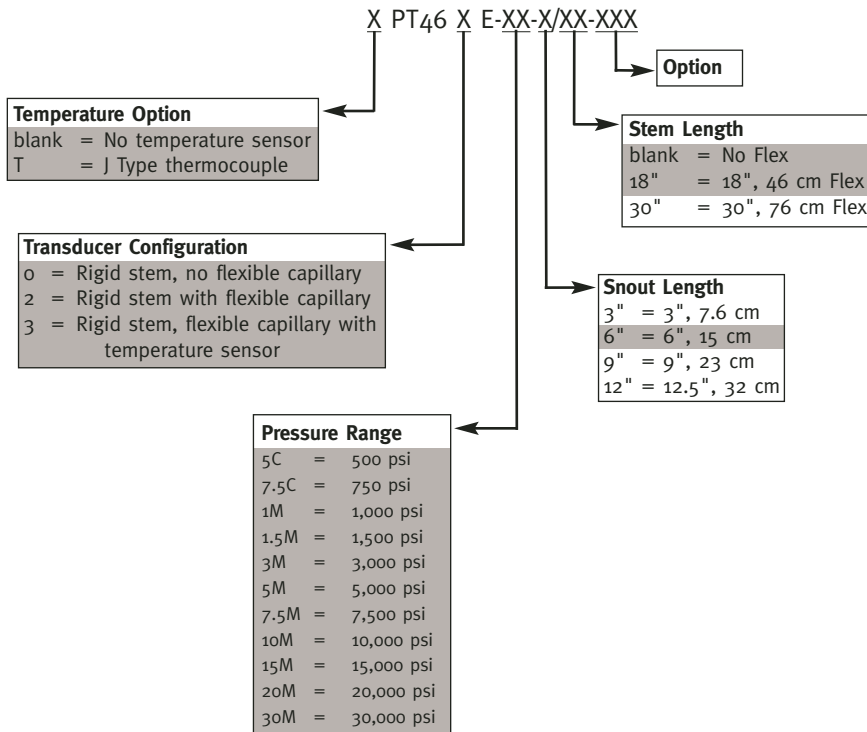 X PT46 X E-XX-X/XX-XXX
Option
Temperature Option
blank = No temperature sensor
T = J Type thermocouple
Stem Length
blank = No Flex
18" = 18", 46 cm Flex
30" = 30", 76 cm Flex
Transducer Configuration
0 = Rigid stem, no flexible capillary
2 = Rigid stem with flexible capillary
3 = Rigid stem, flexible capillary with
temperature sensor
Snout Length
3" = 3", 7.6 cm
6" = 6", 15 cm
9" = 9", 23 cm
12" = 12.5", 32 cm
Pressure Range
5C = 500 psi
7.5C = 750 psi
1M = 1,000 psi
1.5M = 1,500 psi
3M = 3,000 psi
5M = 5,000 psi
7.5M = 7,500 psi
10M = 10,000 psi
15M = 15,000 psi
20M = 20,000 psi
30M = 30,000 psi